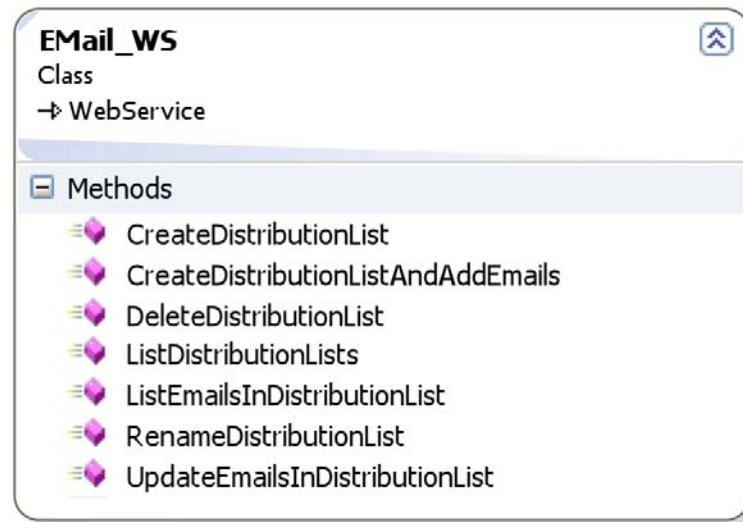 EMail_WS
Class
WebService
Methods
CreateDistributionList
CreateDistributionListAndAddEmails
DeleteDistributionList
ListDistributionLists
ListEmailsInDistributionList
RenameDistributionList
UpdateEmailsInDistributionList